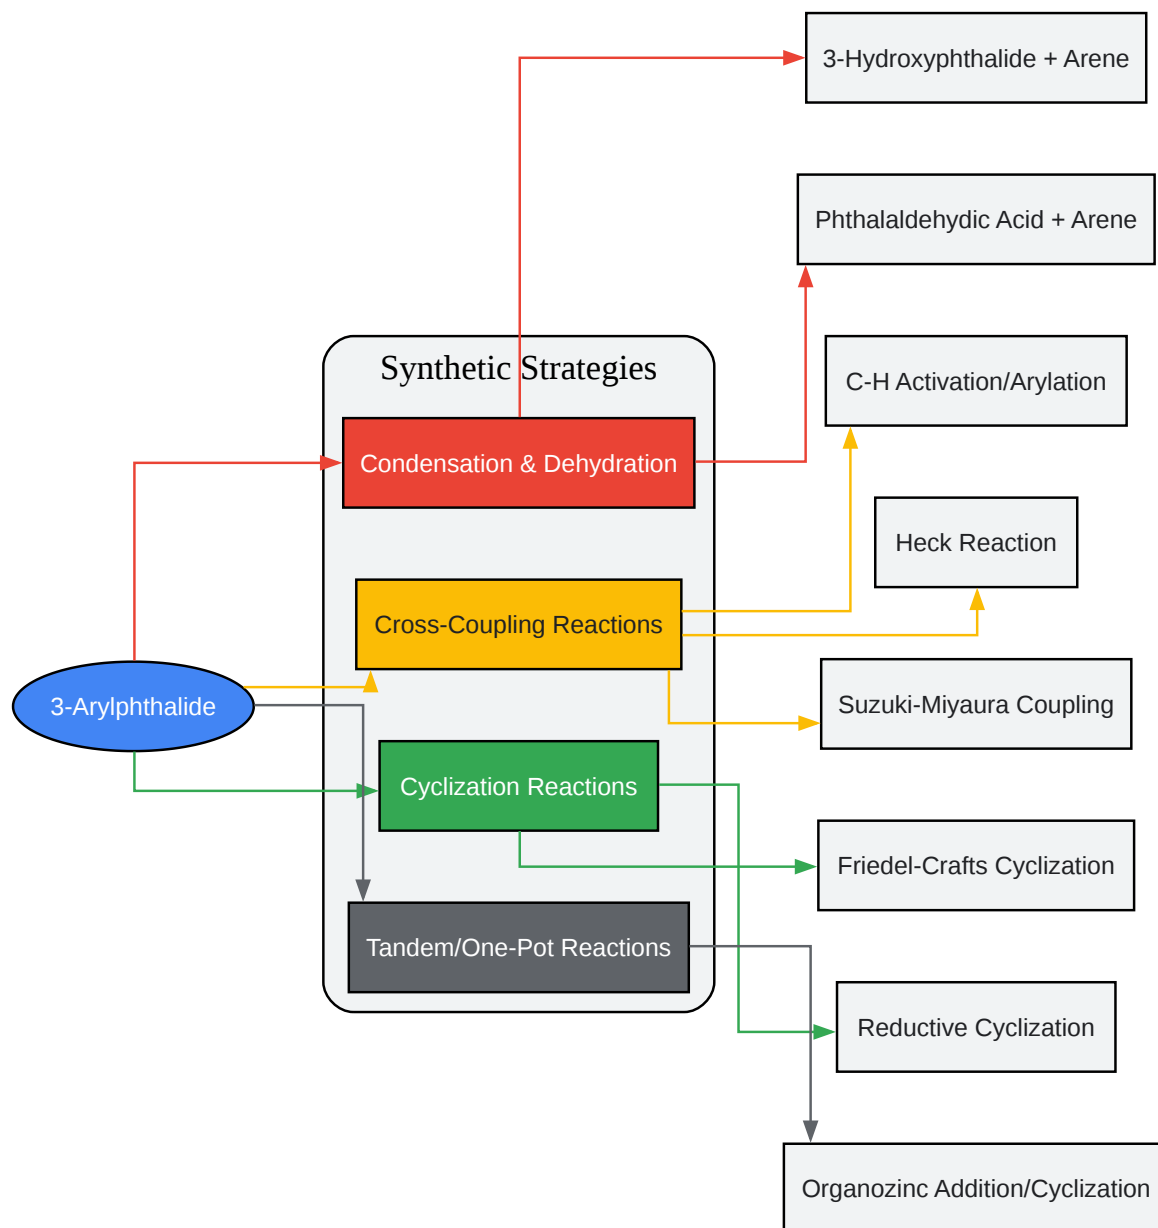 3-Hydroxyphthalide + Arene
Phthalaldehydic Acid + Arene
Synthetic Strategies
C-H Activation/Arylation
Condensation & Dehydration
Heck Reaction
Cross-Coupling Reactions
3-Arylphthalide
Suzuki-Miyaura Coupling
Cyclization Reactions
Friedel-Crafts Cyclization
Tandem/One-Pot Reactions
Reductive Cyclization
Organozinc Addition/Cyclization